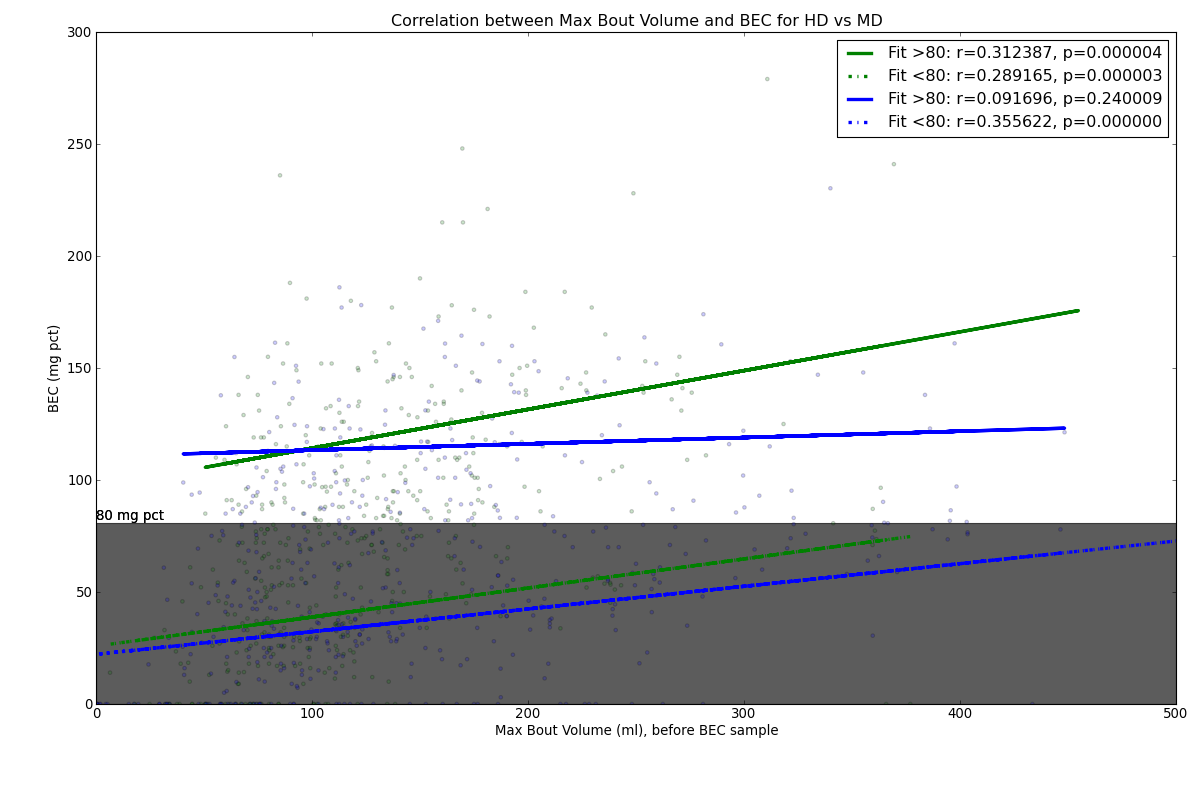 Correlation between Max Bout Volume and BEC for HD vs MD
Fit >80: r=0.312387, p=0.000004
Fit <80: r=0.289165, p=0.000003
Fit >80: r=0.091696, p=0.240009
Fit <80: r=0.355622, p=0.000000
300
250
200
150
100
50
0
BEC (mg pct)
80 mg pct
0
100
200
300
400
500
Max Bout Volume (ml), before BEC sample